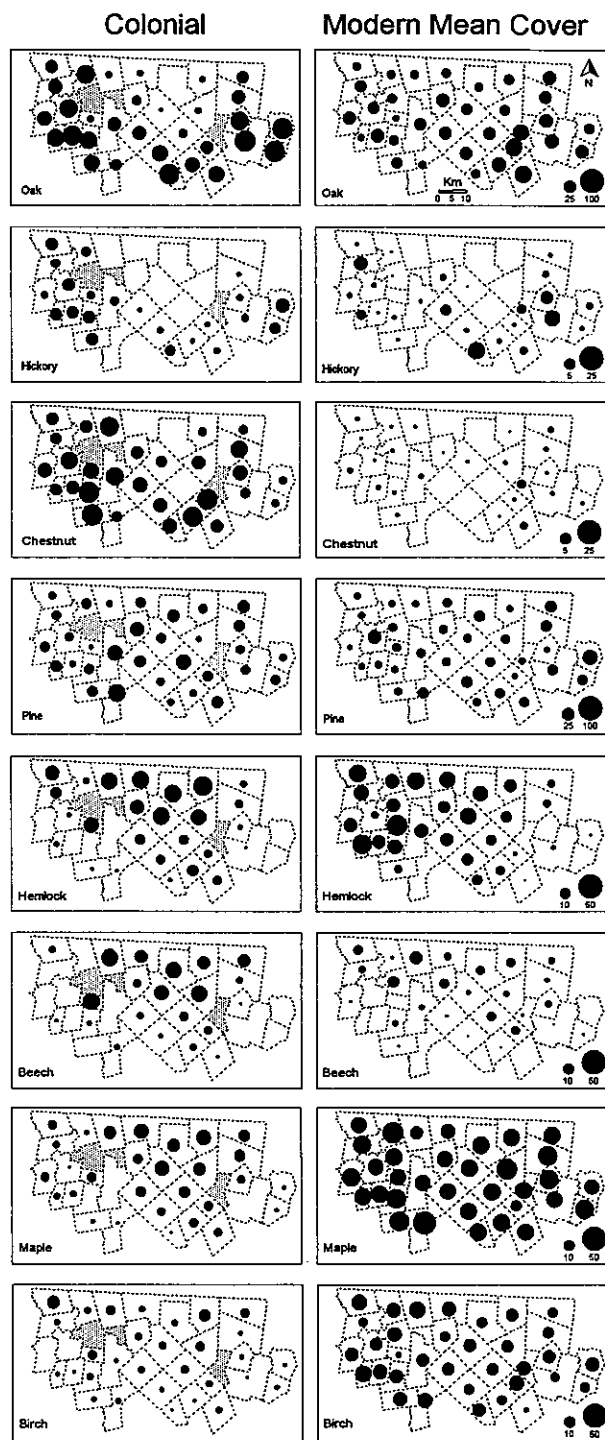 Colonial Modern Mean Cover
Oak
N
Km
0 5 10
Oak
25 100
Hickory
Hickory
5 25
Chestnut
Chestnut
5 25
Pine
Pine
25 100
Hemlock
Hemlock
10 50
Beech
Beech
10 50
Maple
Maple
10 50
Birch
Birch
10 50